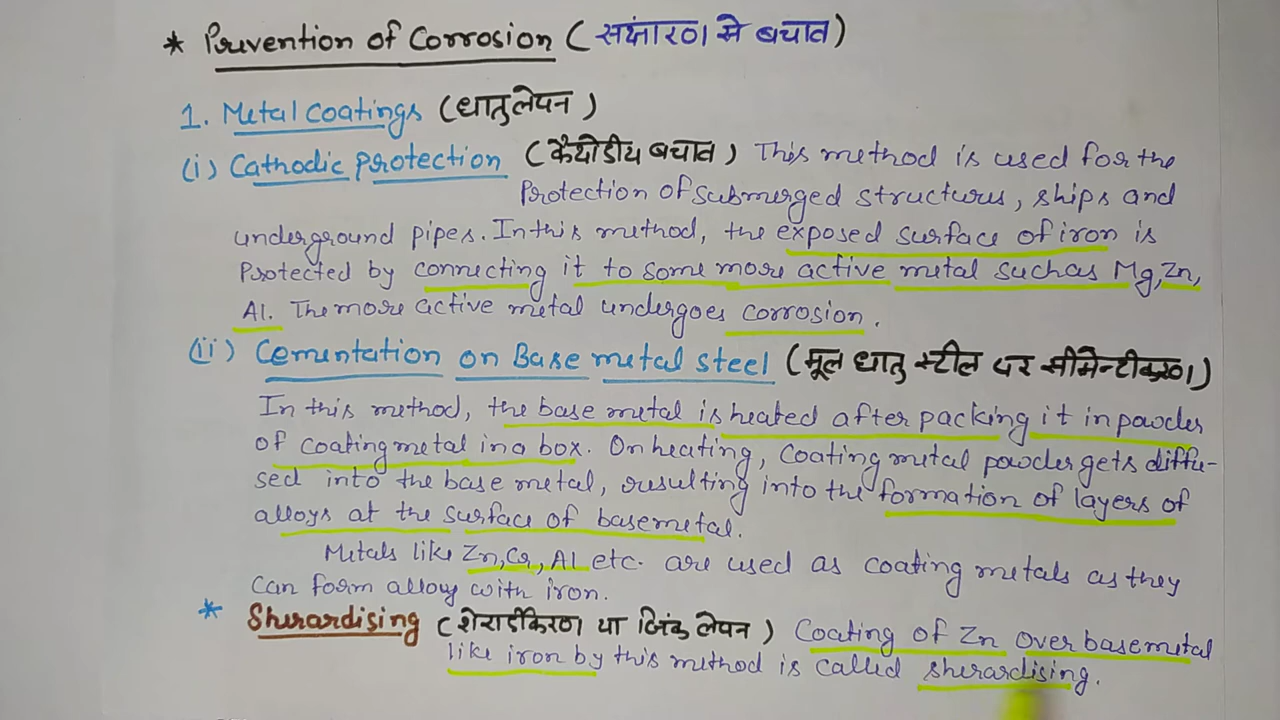 * Prevention of Corrosion (संक्षारण से बचाव)
1. Metal Coatings (धातु लेपन)
(i) Cathodic protection (कैथोडीय बचाव) This method is used for the
Protection of submerged structures, ships and
underground pipes. In this method, the exposed surface of iron is
Protected by connecting it to some more active metal such as Mg, Zn,
Al. The more active metal undergoes corrosion.
(ii) Cementation on Base metal steel (मूल धातु स्टील पर सीमेन्टीकरण)
In this method, the base metal is heated after packing it in powder
of coating metal in a box. On heating, coating metal powder gets diffu-
sed into the base metal, resulting into the formation of layers of
alloys at the surface of base metal.
Metals like Zn, Cr, Al etc. are used as coating metals as they
can form alloy with iron.
* Sherardising (शेरार्डीकरण या जिंक लेपन) Coating of Zn over base metal
like iron by this method is called sherardising.